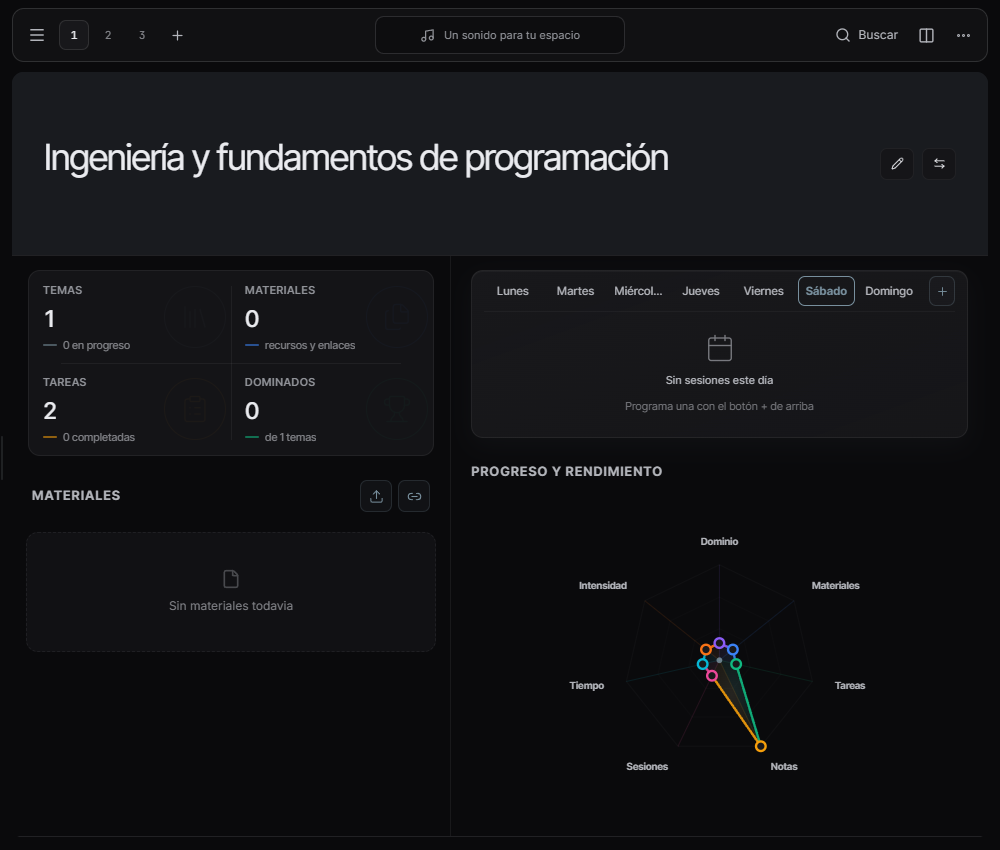 1 2 3 Un sonido para tu espacio Buscar
Ingeniería y fundamentos de programación
TEMAS
1
0 en progreso
MATERIALES
0
recursos y enlaces
TAREAS
2
0 completadas
DOMINADOS
0
de 1 temas
MATERIALES
Sin materiales todavia
Lunes Martes Miércol... Jueves Viernes Sábado Domingo
Sin sesiones este dia
Programa una con el botón + de arriba
PROGRESO Y RENDIMIENTO
Dominio
Intensidad
Materiales
Tiempo
Tareas
Sesiones
Notas